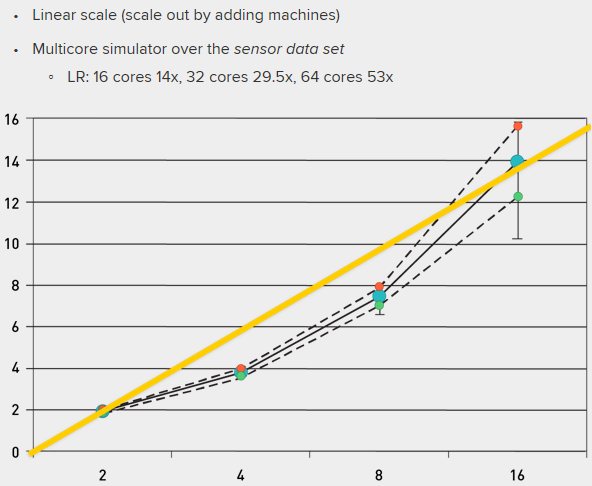 • Linear scale (scale out by adding machines)
• Multicore simulator over the sensor data set
◦ LR: 16 cores 14x, 32 cores 29.5x, 64 cores 53x
16
14
12
10
8
6
4
2
0
2 4 8 16